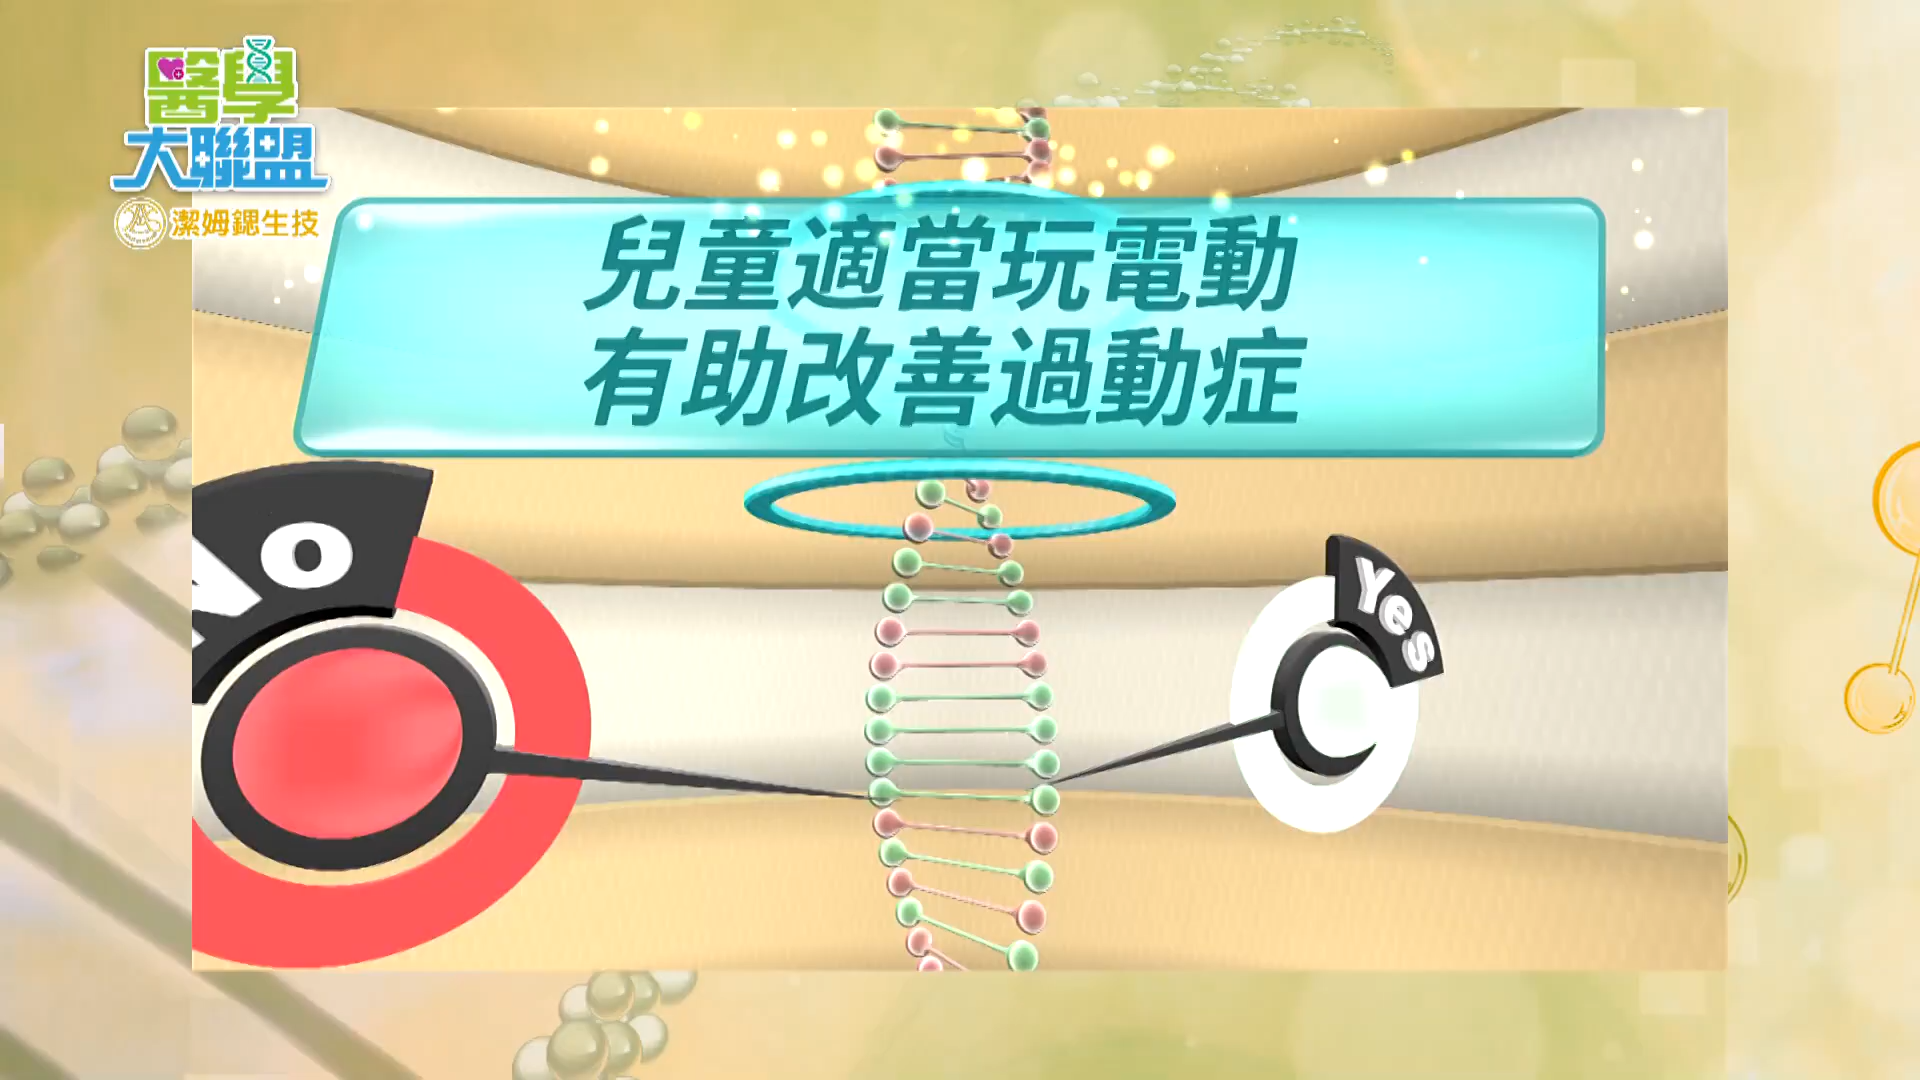 醫學
大聯盟
潔姆鍶生技
兒童適當玩電動
有助改善過動症
No
Yes